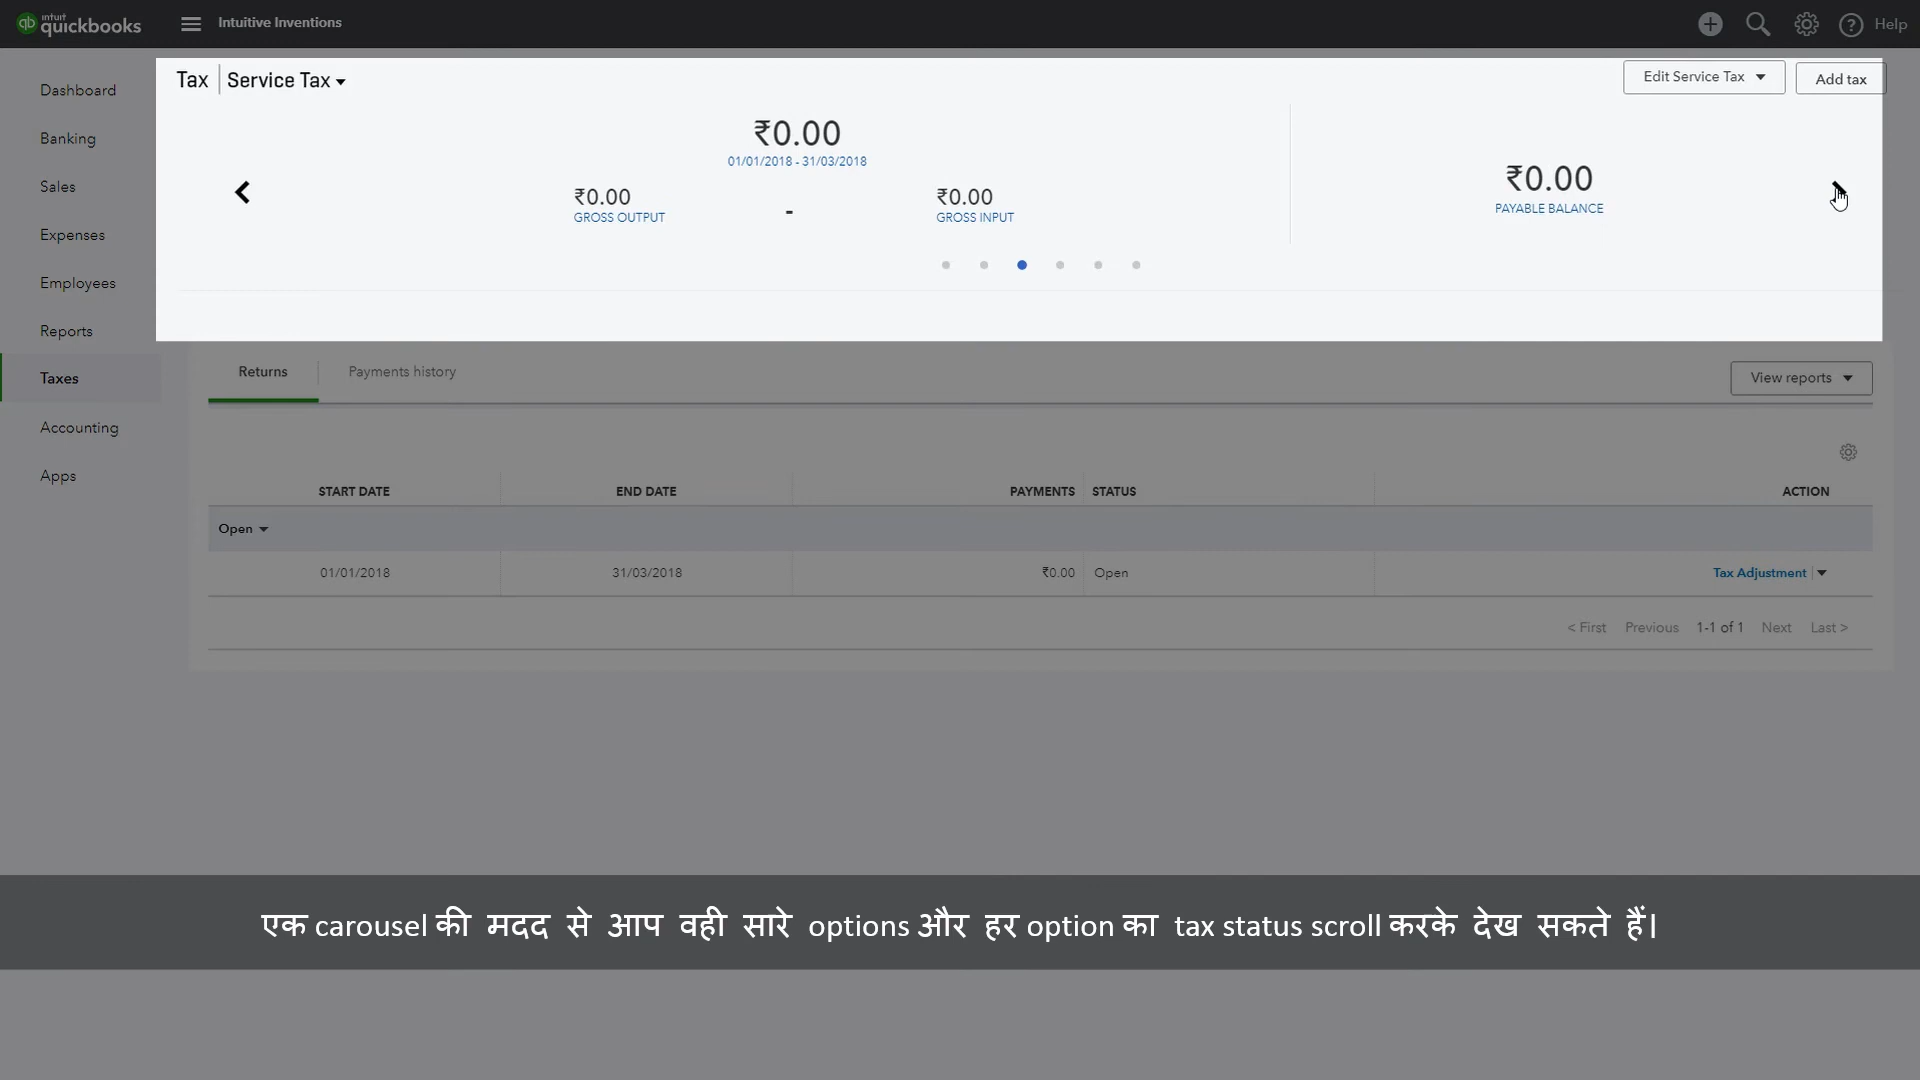 intuit
qb quickbooks
Intuitive Inventions
Help
Dashboard
Banking
Sales
Expenses
Employees
Reports
Taxes
Accounting
Apps
Tax Service Tax
Edit Service Tax
Add tax
₹0.00
01/01/2018 - 31/03/2018
₹0.00
GROSS OUTPUT
-
₹0.00
GROSS INPUT
₹0.00
PAYABLE BALANCE
Returns
Payments history
View reports
START DATE END DATE PAYMENTS STATUS ACTION
Open
01/01/2018 31/03/2018 ₹0.00 Open Tax Adjustment
< First Previous 1-1 of 1 Next Last >
एक carousel की मदद से आप वही सारे options और हर option का tax status scroll करके देख सकते हैं।